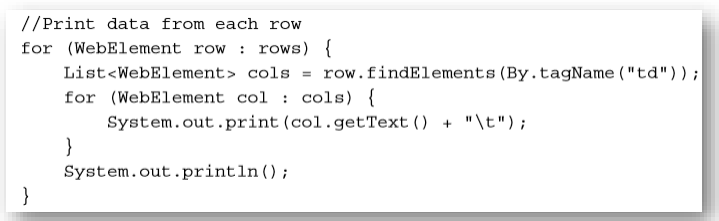 //Print data from each row
for (WebElement row : rows) {
    List<WebElement> cols = row.findElements(By.tagName("td"));
    for (WebElement col : cols) {
        System.out.print(col.getText() + "\t");
    }
    System.out.println();
}